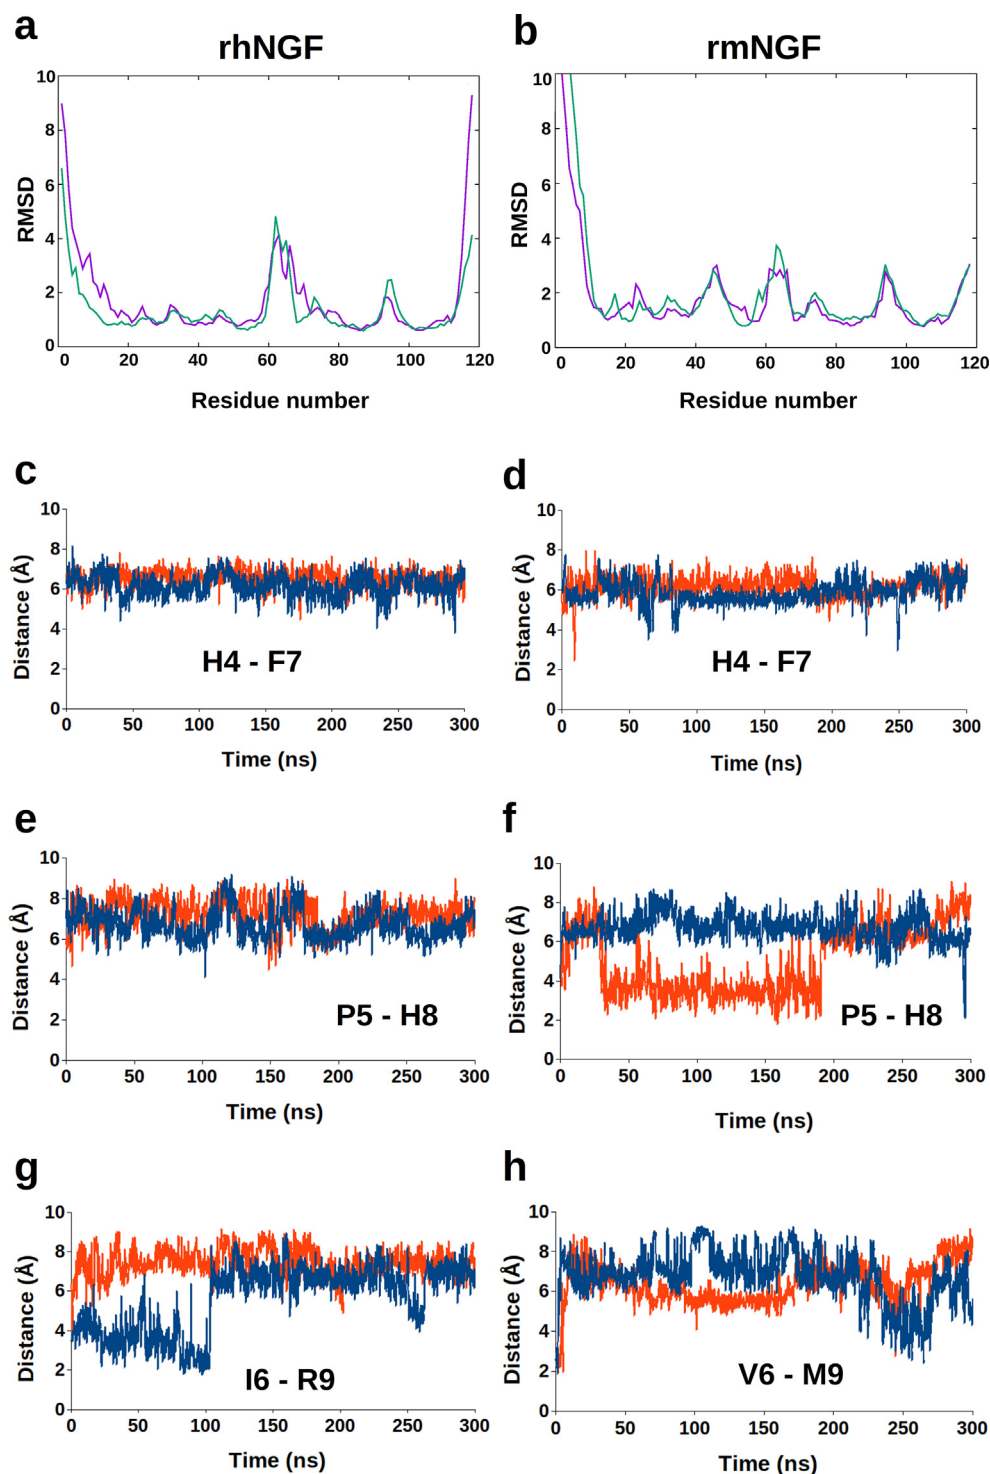 a
rhNGF
10
8
6
4
2
0
RMSD
0 20 40 60 80 100 120
Residue number
b
rmNGF
10
8
6
4
2
0
RMSD
0 20 40 60 80 100 120
Residue number
c
10
8
6
4
2
0
Distance (Å)
H4 - F7
0 50 100 150 200 250 300
Time (ns)
d
10
8
6
4
2
0
Distance (Å)
H4 - F7
0 50 100 150 200 250 300
Time (ns)
e
10
8
6
4
2
0
Distance (Å)
P5 - H8
0 50 100 150 200 250 300
Time (ns)
f
10
8
6
4
2
0
Distance (Å)
P5 - H8
0 50 100 150 200 250 300
Time (ns)
g
10
8
6
4
2
0
Distance (Å)
I6 - R9
0 50 100 150 200 250 300
Time (ns)
h
10
8
6
4
2
0
Distance (Å)
V6 - M9
0 50 100 150 200 250 300
Time (ns)